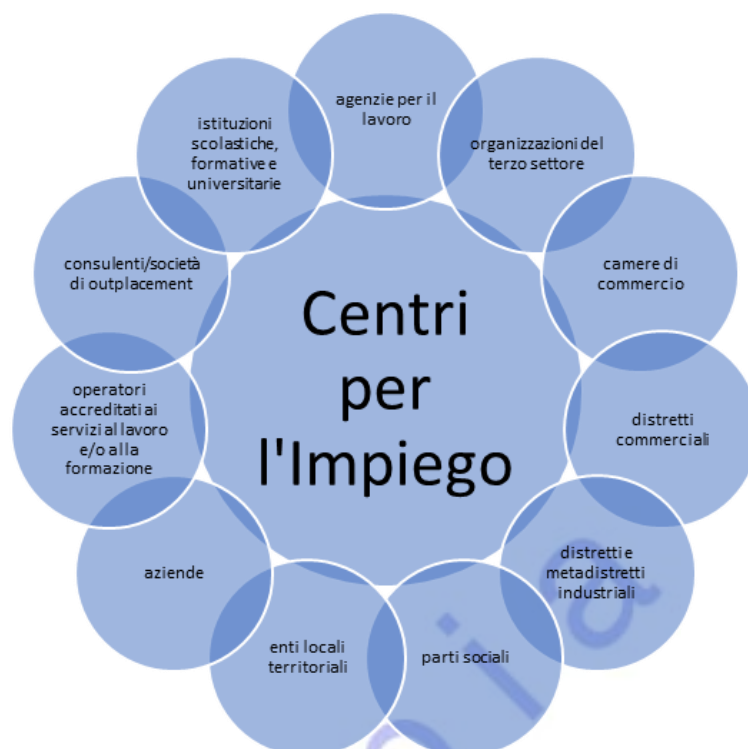 agenzie per il
lavoro
organizzazioni del
terzo settore
camere di
commercio
distretti
commerciali
distretti e
metadistretti
industriali
parti sociali
enti locali
territoriali
aziende
operatori
accreditati ai
servizi al lavoro
e/o alla
formazione
consulenti/società
di outplacement
istituzioni
scolastiche,
formative e
universitarie
Centri
per
l'Impiego